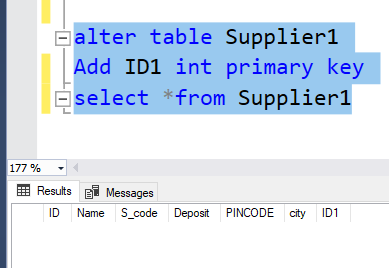 alter table Supplier1
Add ID1 int primary key
select *from Supplier1
177 %
Results Messages
ID Name S_code Deposit PINCODE city ID1